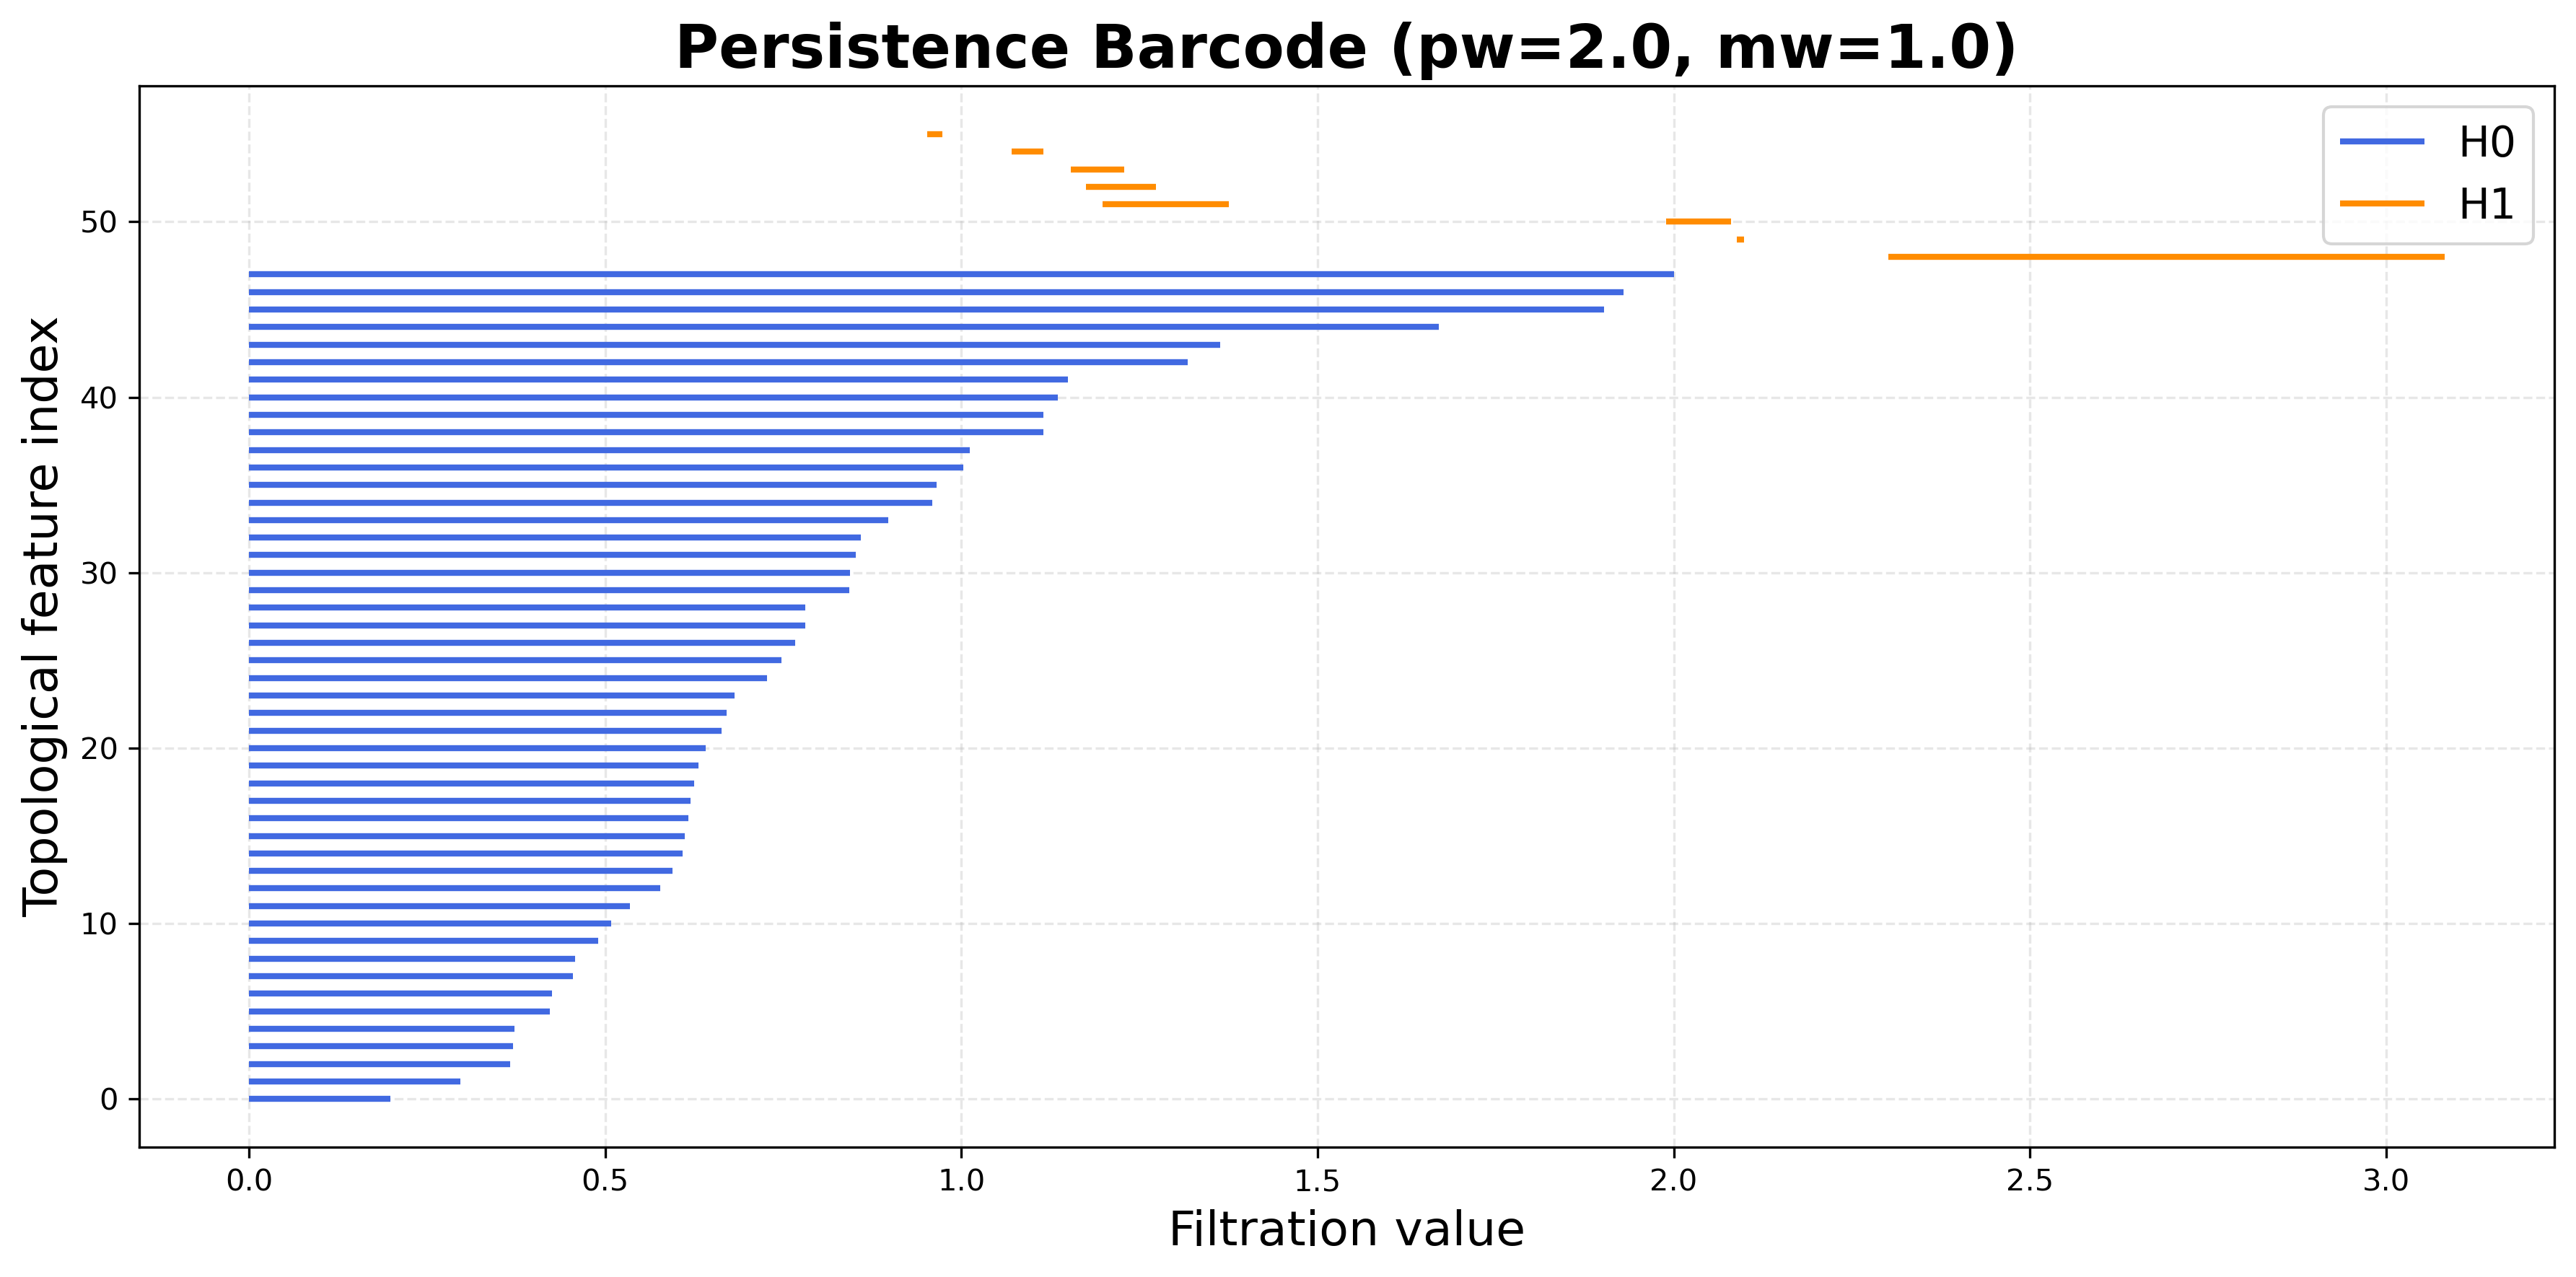 Persistence Barcode (pw=2.0, mw=1.0)
H0
H1
Topological feature index
50
40
30
20
10
0
0.0 0.5 1.0 1.5 2.0 2.5 3.0
Filtration value